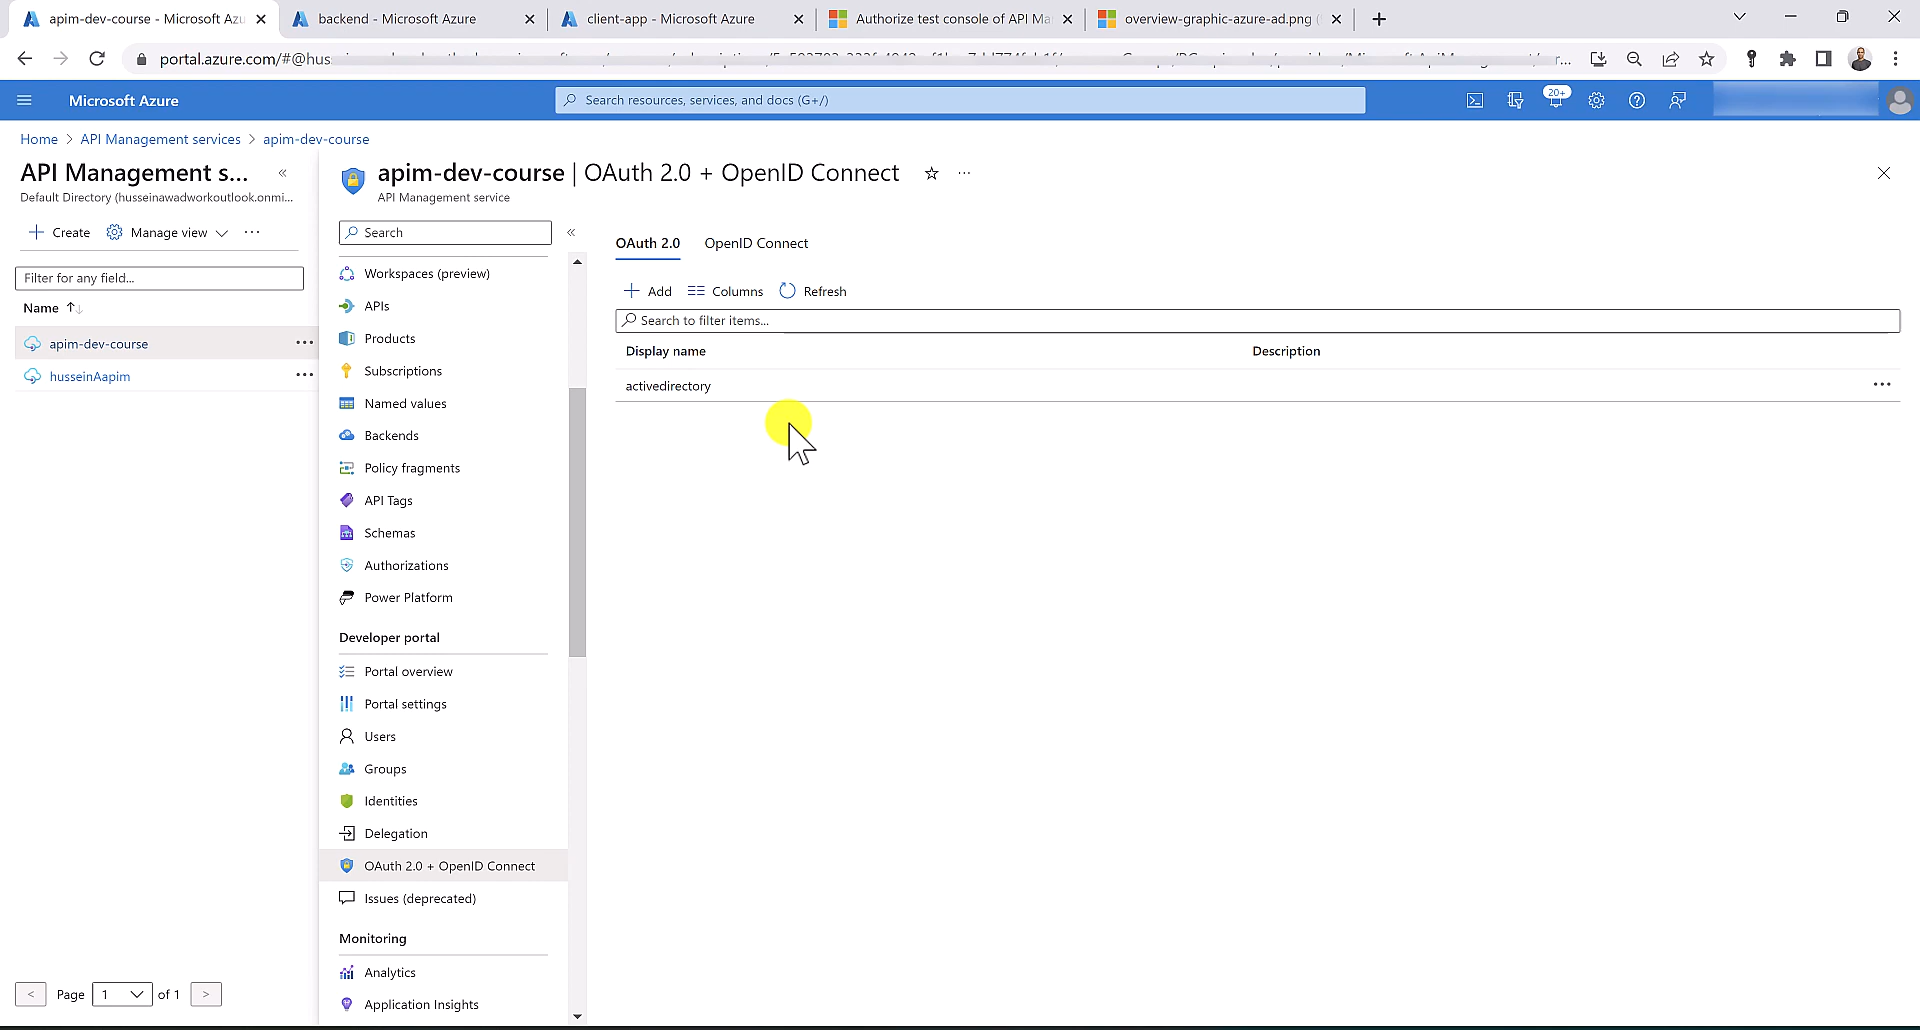 apim-dev-course - Microsoft Azu
backend - Microsoft Azure
client-app - Microsoft Azure
Authorize test console of API Ma
overview-graphic-azure-ad.png (
portal.azure.com/#@hus
Microsoft Azure
Search resources, services, and docs (G+/)
20+
Home > API Management services > apim-dev-course
API Management s...
Default Directory (husseinawadworkoutlook.onmi...
Create
Manage view
Filter for any field...
Name
apim-dev-course
husseinAapim
< Page 1 of 1 >
apim-dev-course | OAuth 2.0 + OpenID Connect
API Management service
Search
Workspaces (preview)
APIs
Products
Subscriptions
Named values
Backends
Policy fragments
API Tags
Schemas
Authorizations
Power Platform
Developer portal
Portal overview
Portal settings
Users
Groups
Identities
Delegation
OAuth 2.0 + OpenID Connect
Issues (deprecated)
Monitoring
Analytics
Application Insights
OAuth 2.0 OpenID Connect
Add Columns Refresh
Search to filter items...
Display name Description
activedirectory